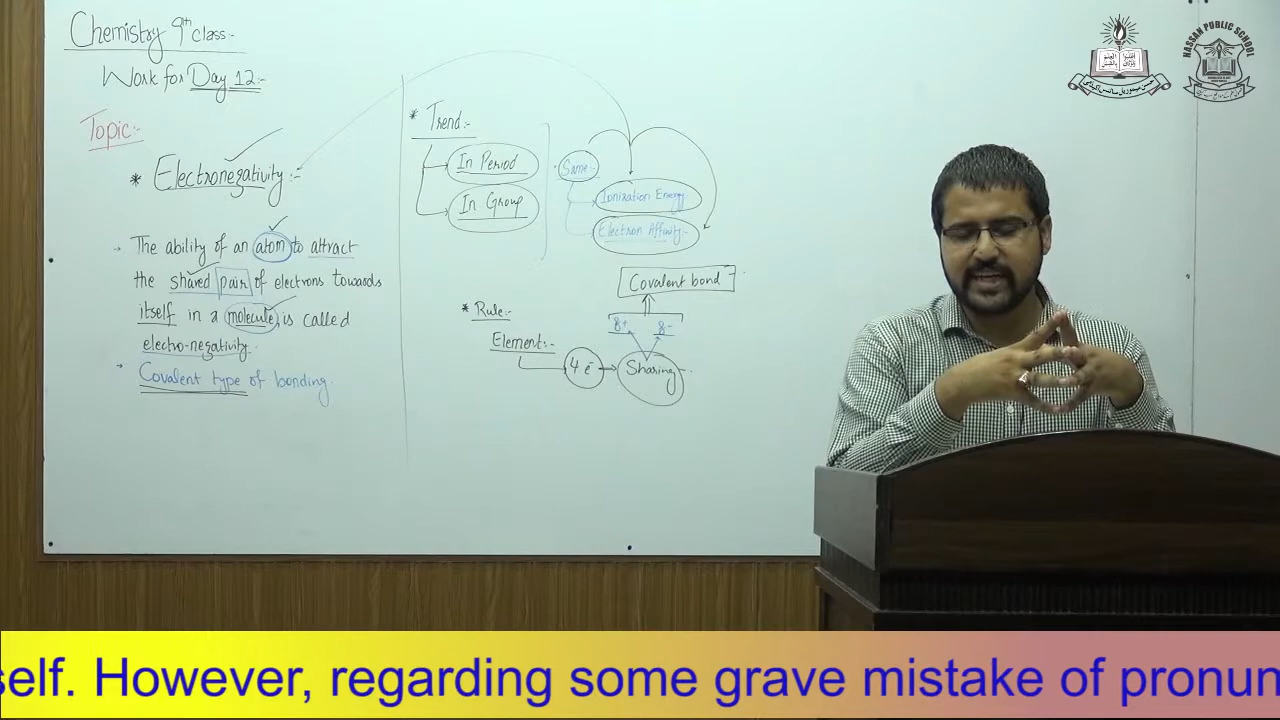 Chemistry 9th class:-
Work for Day 12:-
Topic:-
* Electronegativity:-
The ability of an atom to attract
the shared pair of electrons towards
itself in a molecule, is called
electro-negativity.
Covalent type of bonding.
* Trend:-
In Period
In Group
Same:-
Ionization Energy
Electron Affinity:-
Covalent bond
* Rule:-
Element:-
4 e-
Sharing
HASSAN PUBLIC SCHOOL
self. However, regarding some grave mistake of pronun